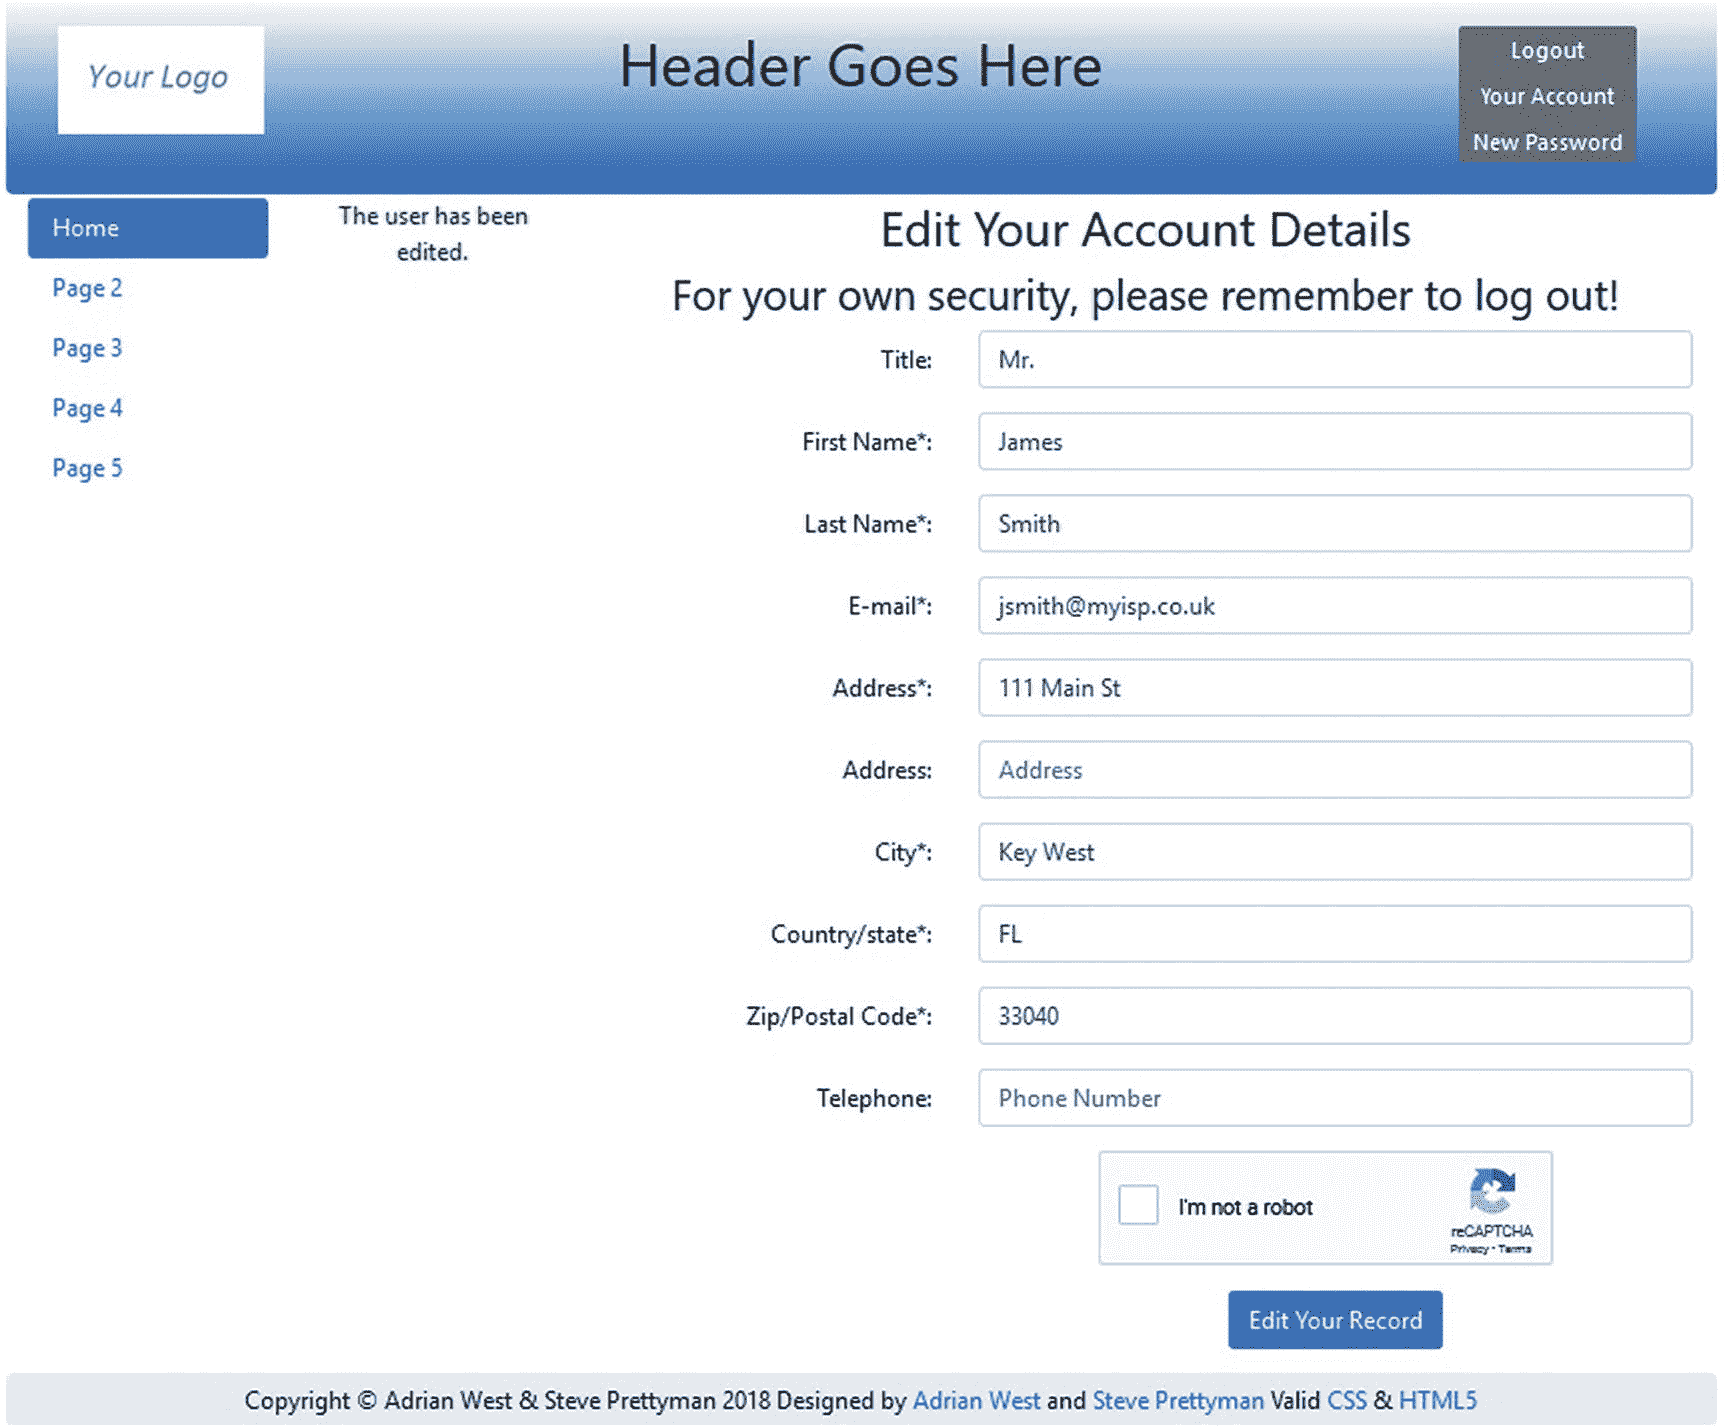 Your Logo
Header Goes Here
Logout
Your Account
New Password
Home
Page 2
Page 3
Page 4
Page 5
The user has been
edited.
Edit Your Account Details
For your own security, please remember to log out!
Title: Mr.
First Name*: James
Last Name*: Smith
E-mail*: jsmith@myisp.co.uk
Address*: 111 Main St
Address: Address
City*: Key West
Country/state*: FL
Zip/Postal Code*: 33040
Telephone: Phone Number
I'm not a robot
reCAPTCHA
Privacy - Terms
Edit Your Record
Copyright © Adrian West & Steve Prettyman 2018 Designed by Adrian West and Steve Prettyman Valid CSS & HTML5